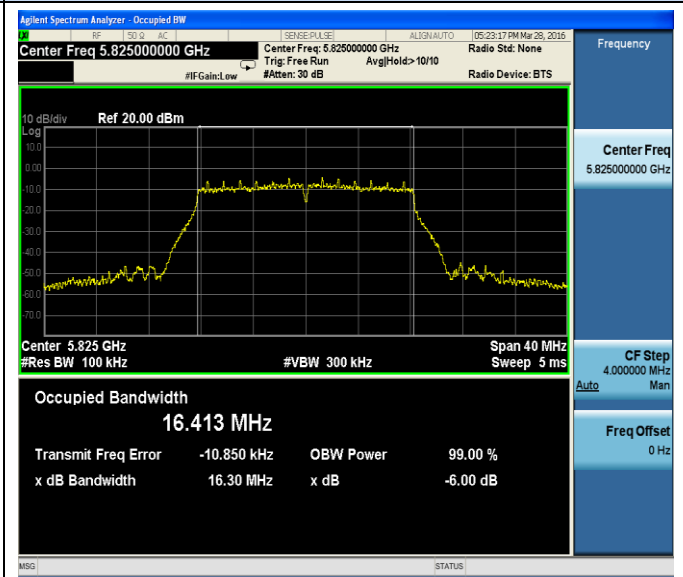 Agilent Spectrum Analyzer - Occupied BW
RF 50 Ω AC SENSE:PULSE ALIGNAUTO 05:23:17 PM Mar 28, 2016
Center Freq 5.825000000 GHz Center Freq: 5.825000000 GHz Radio Std: None
Trig: Free Run Avg|Hold:> 10/10
#IFGain:Low #Atten: 30 dB Radio Device: BTS
10 dB/div Ref 20.00 dBm
Log
10.0
0.00
-10.0
-20.0
-30.0
-40.0
-50.0
-60.0
-70.0
Center 5.825 GHz Span 40 MHz
#Res BW 100 kHz #VBW 300 kHz Sweep 5 ms
Occupied Bandwidth
16.413 MHz
Transmit Freq Error -10.850 kHz OBW Power 99.00 %
x dB Bandwidth 16.30 MHz x dB -6.00 dB
MSG STATUS
Frequency
Center Freq
5.825000000 GHz
CF Step
4.000000 MHz
Auto Man
Freq Offset
0 Hz